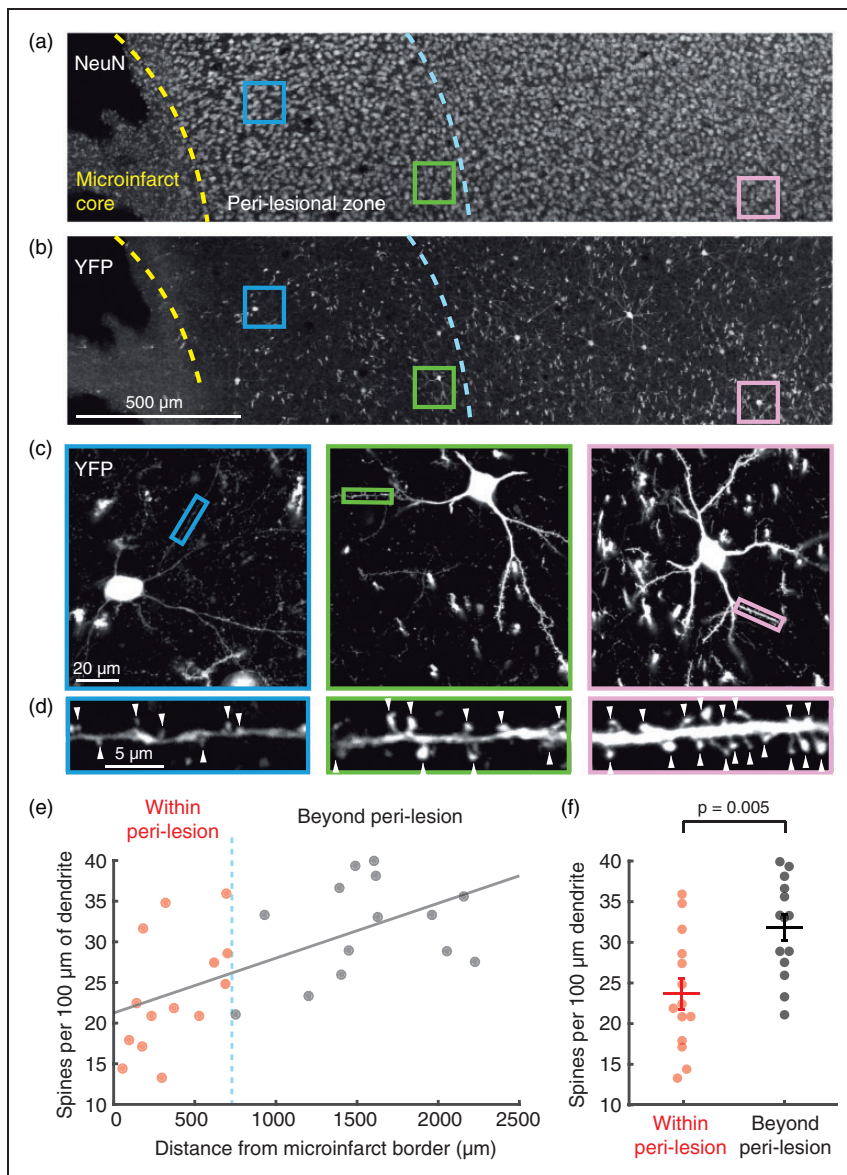 (a)
NeuN
Microinfarct
core
Peri-lesional zone
(b)
YFP
500 µm
(c)
YFP
20 µm
(d)
5 µm
(e)
Within
peri-lesion
Beyond peri-lesion
Spines per 100 µm of dendrite
40
35
30
25
20
15
10
0
500
1000
1500
2000
2500
Distance from microinfarct border (µm)
(f)
p = 0.005
Spines per 100 µm dendrite
40
35
30
25
20
15
10
Within
peri-lesion
Beyond
peri-lesion